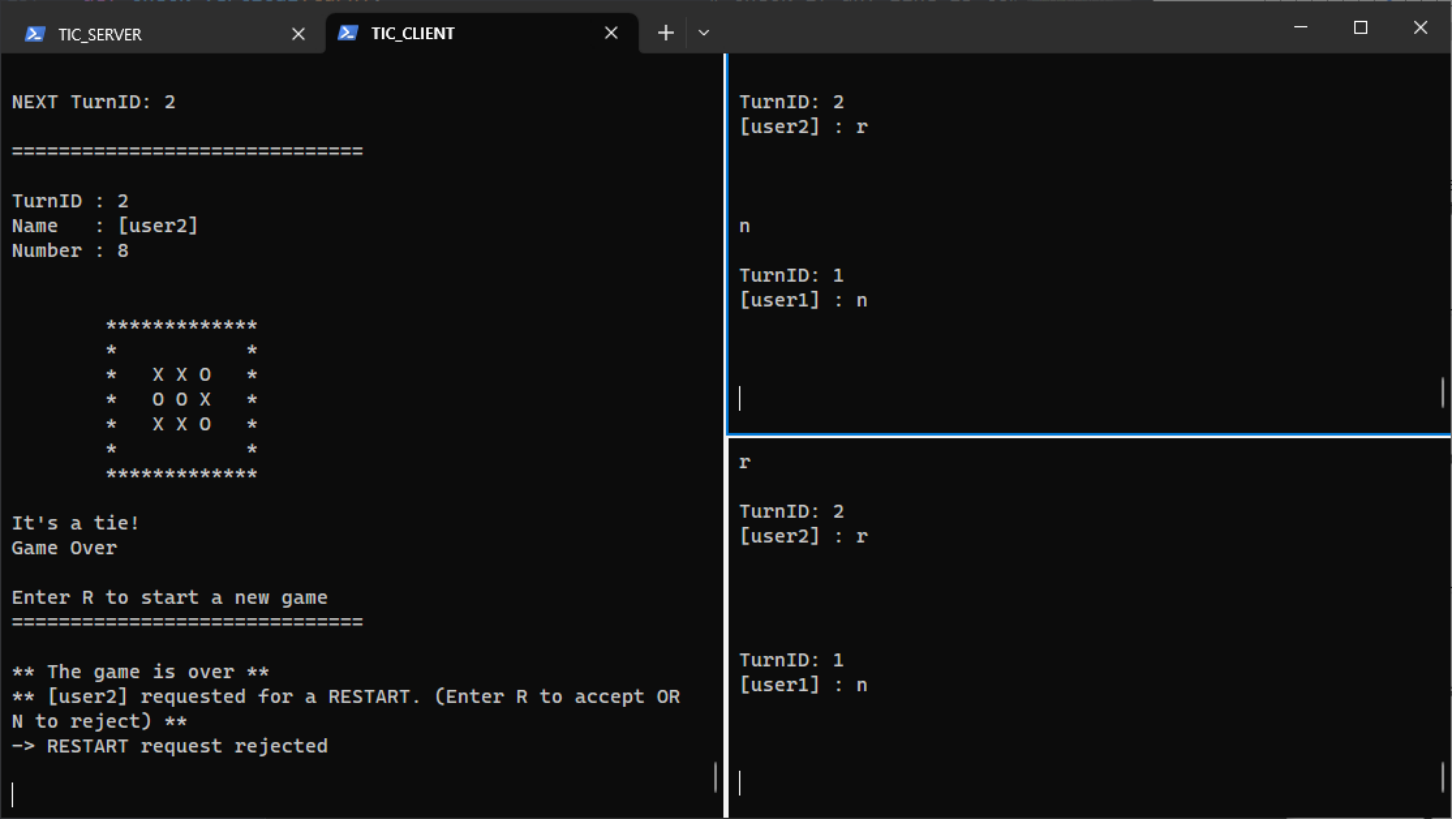 TIC_SERVER
TIC_CLIENT
NEXT TurnID: 2
==============================
TurnID : 2
Name   : [user2]
Number : 8
*************
*           *
*   X X O   *
*   O O X   *
*   X X O   *
*           *
*************
It's a tie!
Game Over
Enter R to start a new game
==============================
** The game is over **
** [user2] requested for a RESTART. (Enter R to accept OR
N to reject) **
-> RESTART request rejected
TurnID: 2
[user2] : r
n
TurnID: 1
[user1] : n
r
TurnID: 2
[user2] : r
TurnID: 1
[user1] : n